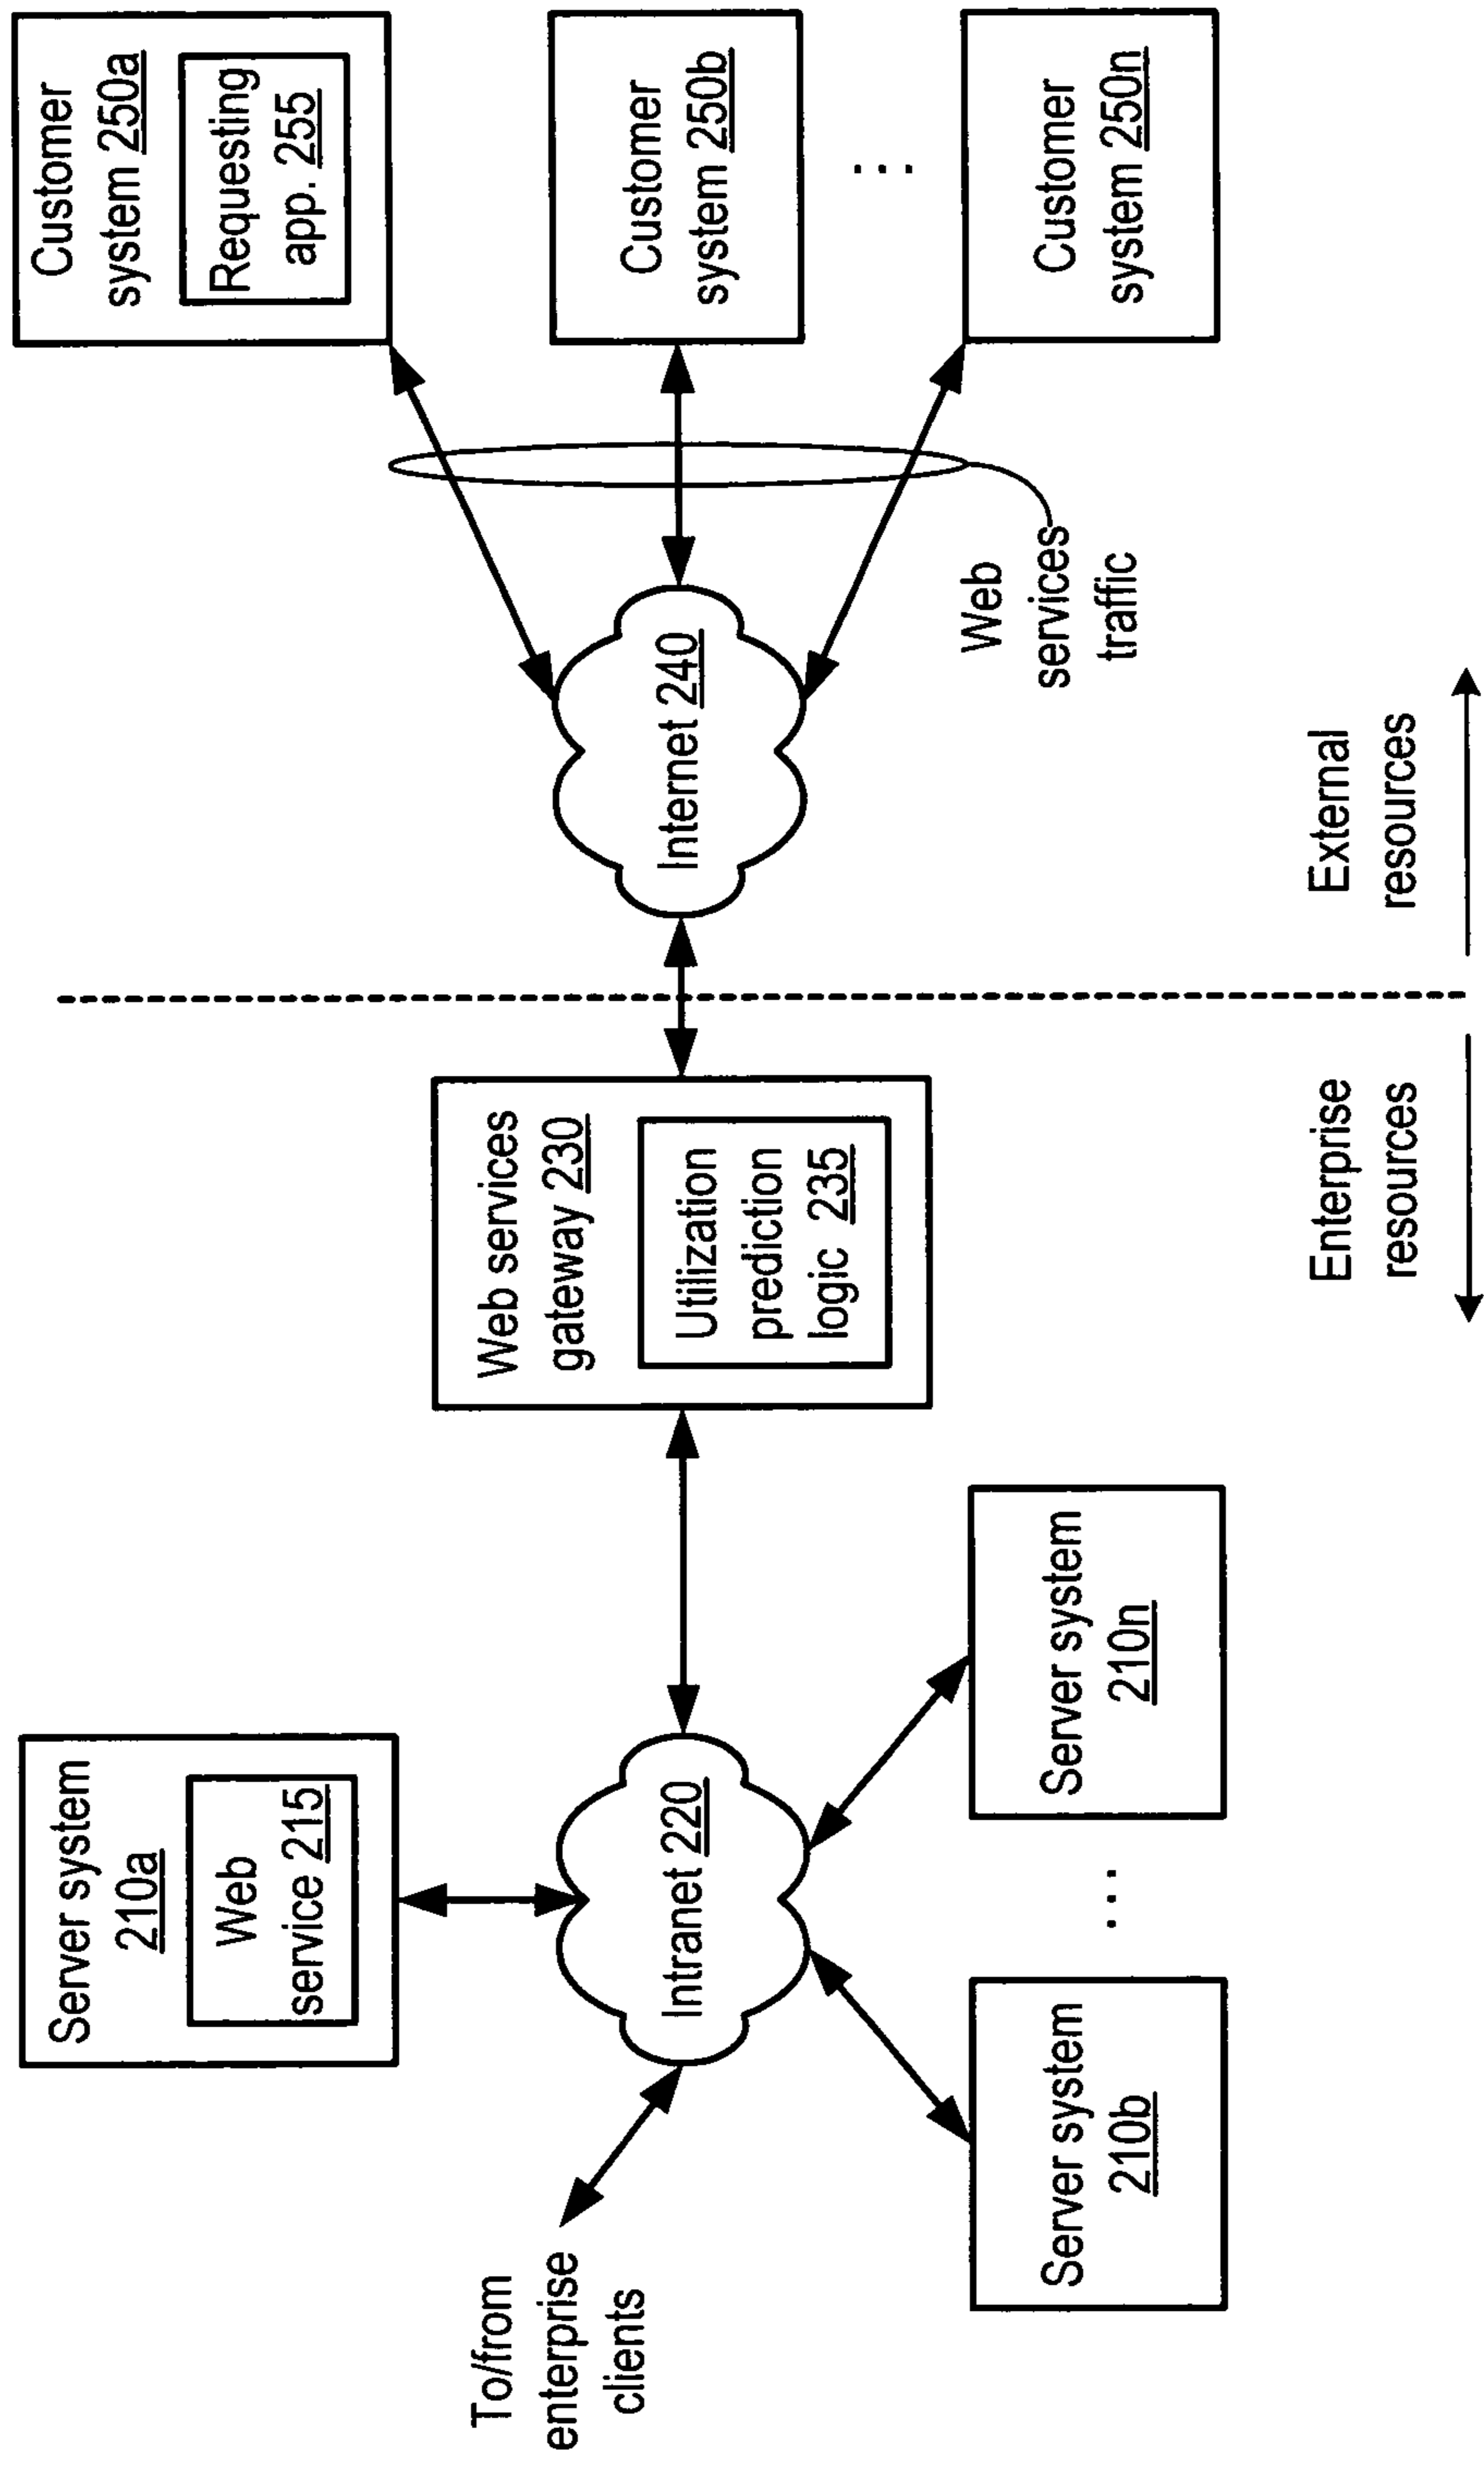 Server system
210a
Web
service 215
To/from
enterprise
clients
Intranet 220
Server system
210b
...
Server system
210n
Web services
gateway 230
Utilization
prediction
logic 235
Internet 240
Customer
system 250a
Requesting
app. 255
Customer
system 250b
...
Customer
system 250n
Web
services
traffic
Enterprise
resources
External
resources